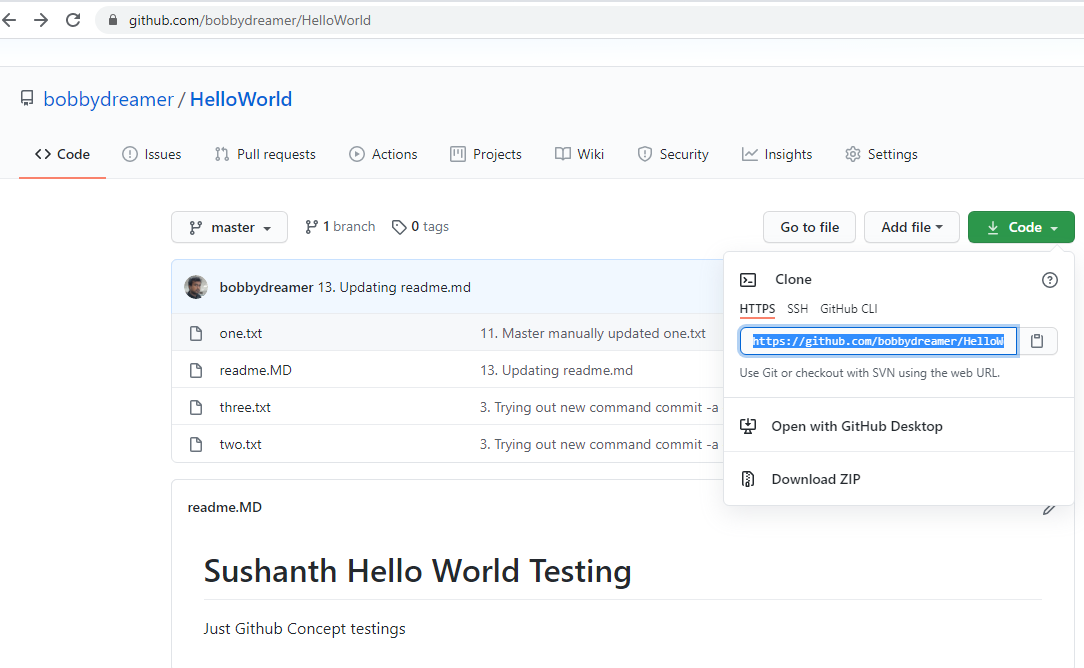 github.com/bobbydreamer/HelloWorld
bobbydreamer / HelloWorld
Code Issues Pull requests Actions Projects Wiki Security Insights Settings
master 1 branch 0 tags Go to file Add file Code
bobbydreamer 13. Updating readme.md
one.txt 11. Master manually updated one.txt
readme.MD 13. Updating readme.md
three.txt 3. Trying out new command commit -a
two.txt 3. Trying out new command commit -a
Clone
HTTPS SSH GitHub CLI
https://github.com/bobbydreamer/HelloW
Use Git or checkout with SVN using the web URL.
Open with GitHub Desktop
Download ZIP
readme.MD
Sushanth Hello World Testing
Just Github Concept testings